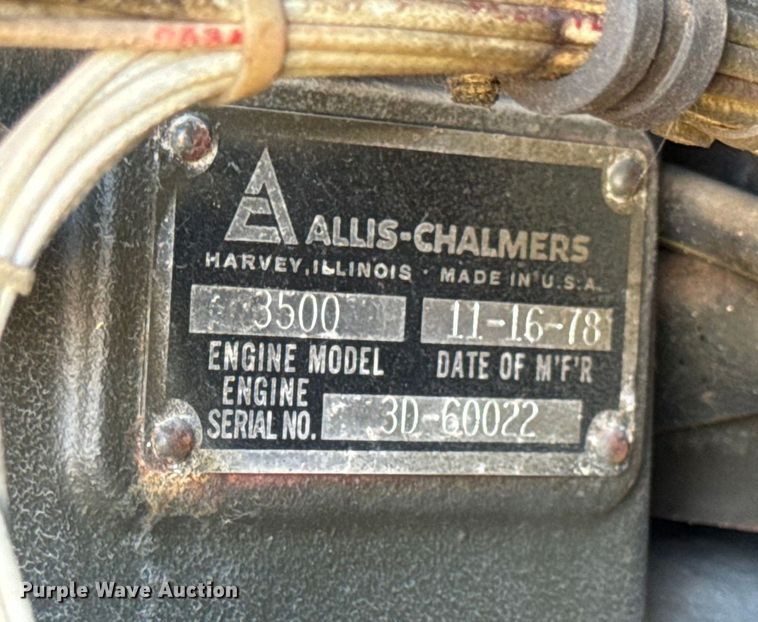 ALLIS-CHALMERS
HARVEY, ILLINOIS · MADE IN U.S.A.
3500 11-16-78
ENGINE MODEL DATE OF M'F'R
ENGINE
SERIAL NO. 3D-60022
Purple Wave Auction